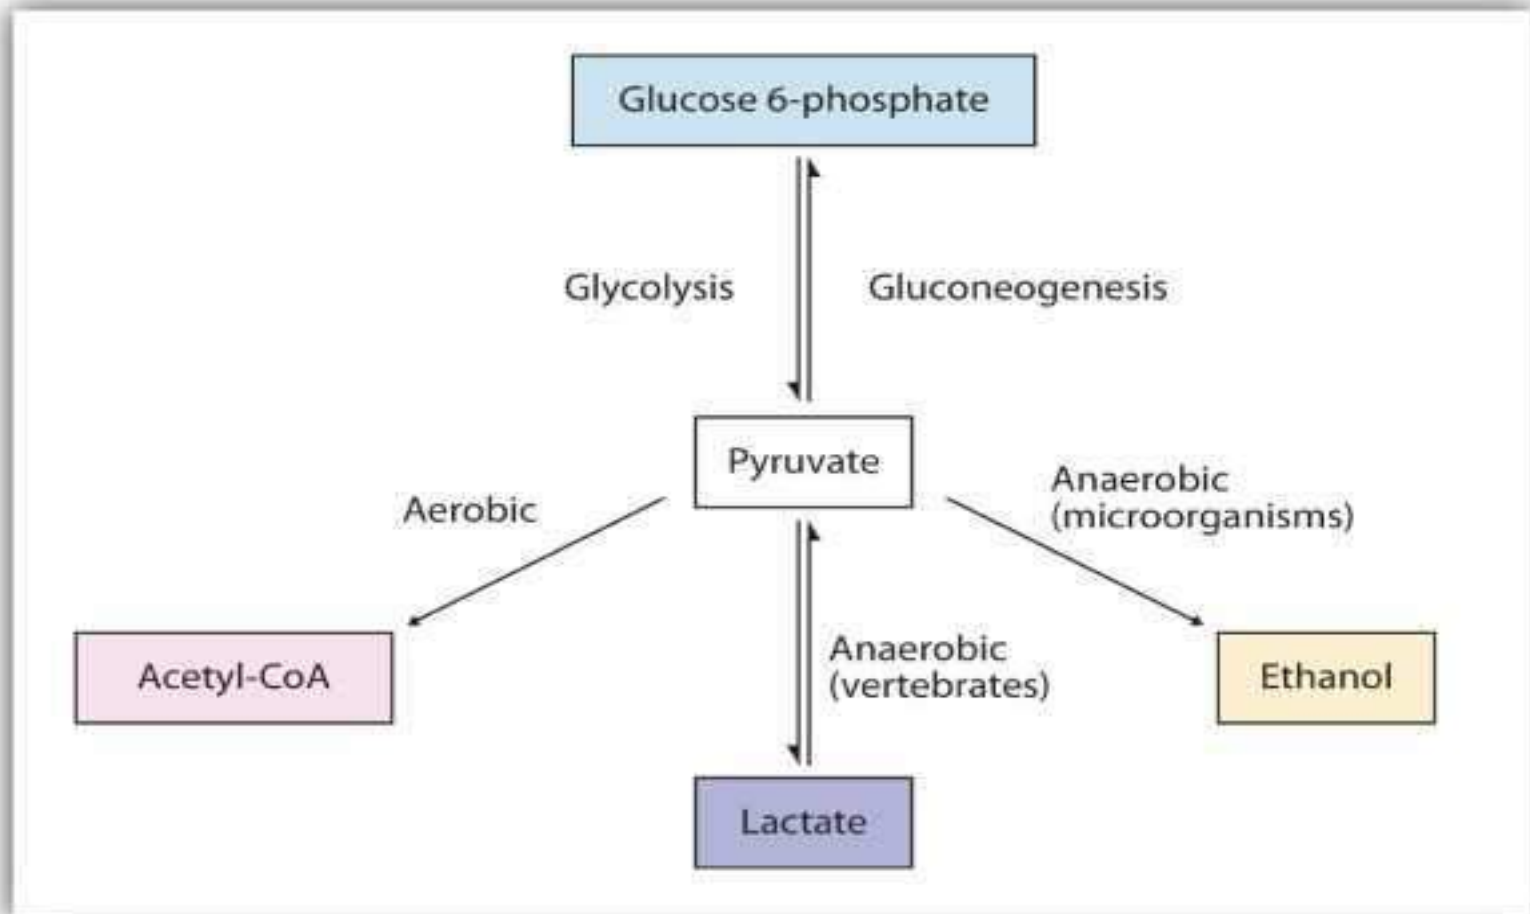 Glucose 6-phosphate
Glycolysis
Gluconeogenesis
Pyruvate
Aerobic
Anaerobic
(microorganisms)
Acetyl-CoA
Anaerobic
(vertebrates)
Ethanol
Lactate